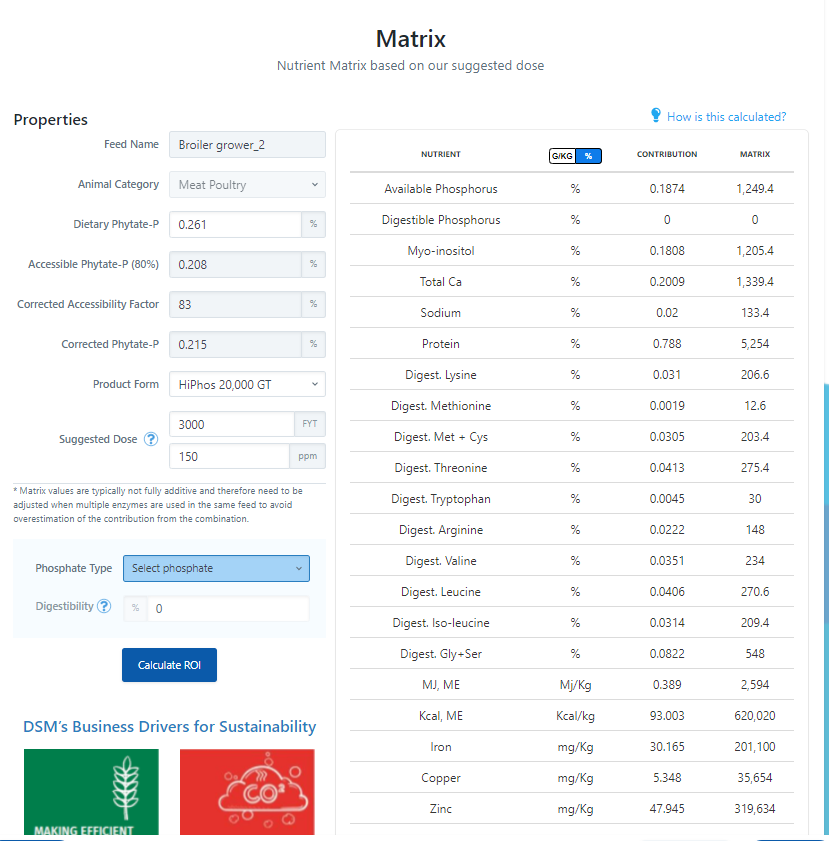 Matrix
Nutrient Matrix based on our suggested dose
Properties
Feed Name Broiler grower_2
Animal Category Meat Poultry
Dietary Phytate-P 0.261 %
Accessible Phytate-P (80%) 0.208 %
Corrected Accessibility Factor 83 %
Corrected Phytate-P 0.215 %
Product Form HiPhos 20,000 GT
Suggested Dose ? 3000 FYT
150 ppm
* Matrix values are typically not fully additive and therefore need to be
adjusted when multiple enzymes are used in the same feed to avoid
overestimation of the contribution from the combination.
Phosphate Type Select phosphate
Digestibility ? % 0
Calculate ROI
DSM's Business Drivers for Sustainability
MAKING EFFICIENT
CO²
How is this calculated?
NUTRIENT G/KG % CONTRIBUTION MATRIX
Available Phosphorus % 0.1874 1,249.4
Digestible Phosphorus % 0 0
Myo-inositol % 0.1808 1,205.4
Total Ca % 0.2009 1,339.4
Sodium % 0.02 133.4
Protein % 0.788 5,254
Digest. Lysine % 0.031 206.6
Digest. Methionine % 0.0019 12.6
Digest. Met + Cys % 0.0305 203.4
Digest. Threonine % 0.0413 275.4
Digest. Tryptophan % 0.0045 30
Digest. Arginine % 0.0222 148
Digest. Valine % 0.0351 234
Digest. Leucine % 0.0406 270.6
Digest. Iso-leucine % 0.0314 209.4
Digest. Gly+Ser % 0.0822 548
MJ, ME Mj/Kg 0.389 2,594
Kcal, ME Kcal/kg 93.003 620,020
Iron mg/Kg 30.165 201,100
Copper mg/Kg 5.348 35,654
Zinc mg/Kg 47.945 319,634